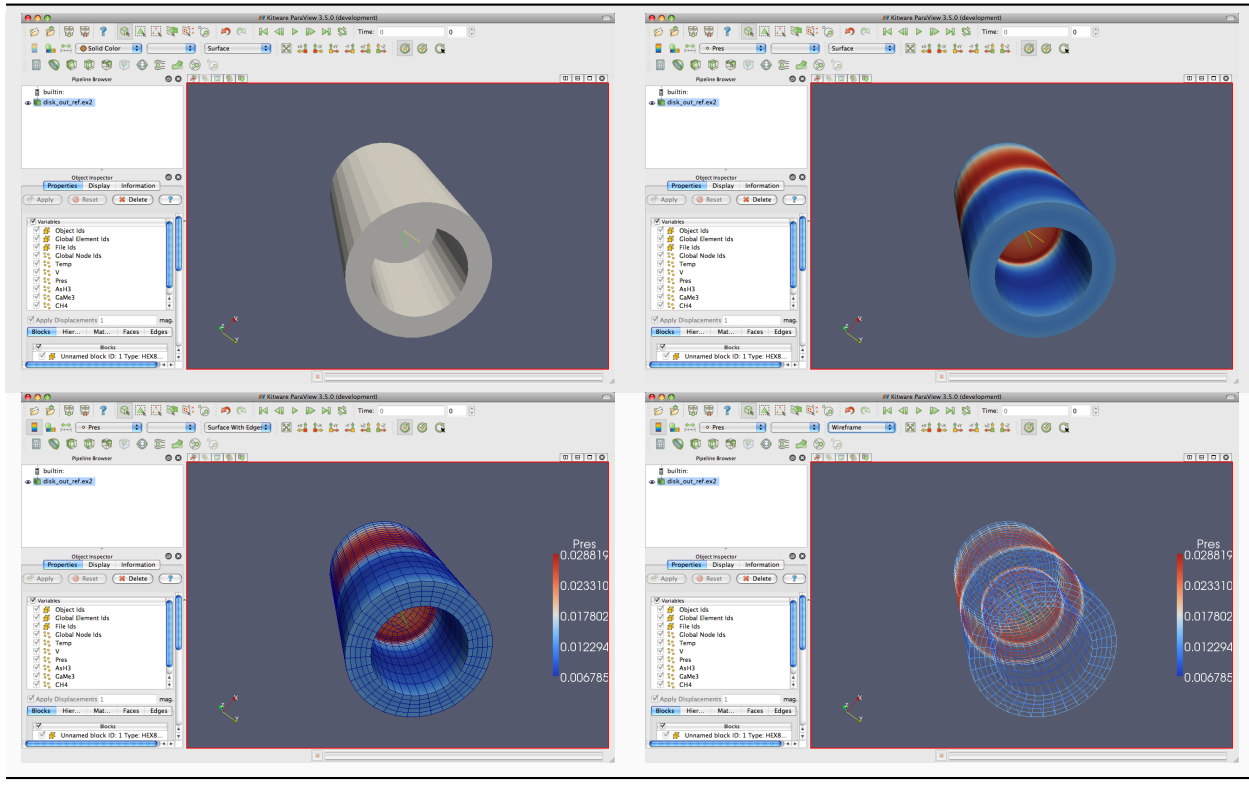 Kitware ParaView 3.5.0 (development)
Time: 0 0
Solid Color Surface
Pipeline Browser
builtin:
disk_out_ref.ex2
Object Inspector
Properties Display Information
Apply Reset Delete ?
Variables
Object Ids
Global Element Ids
File Ids
Global Node Ids
Temp
V
Pres
AsH3
GaMe3
CH4
Apply Displacements 1 mag.
Blocks Hier... Mat... Faces Edges
Blocks
Unnamed block ID: 1 Type: HEX8...
Kitware ParaView 3.5.0 (development)
Time: 0 0
Pres Surface
Pipeline Browser
builtin:
disk_out_ref.ex2
Object Inspector
Properties Display Information
Apply Reset Delete ?
Variables
Object Ids
Global Element Ids
File Ids
Global Node Ids
Temp
V
Pres
AsH3
GaMe3
CH4
Apply Displacements 1 mag.
Blocks Hier... Mat... Faces Edges
Blocks
Unnamed block ID: 1 Type: HEX8...
Kitware ParaView 3.5.0 (development)
Time: 0 0
Pres Surface With Edges
Pipeline Browser
builtin:
disk_out_ref.ex2
Object Inspector
Properties Display Information
Apply Reset Delete ?
Variables
Object Ids
Global Element Ids
File Ids
Global Node Ids
Temp
V
Pres
AsH3
GaMe3
CH4
Apply Displacements 1 mag.
Blocks Hier... Mat... Faces Edges
Blocks
Unnamed block ID: 1 Type: HEX8...
Pres
0.028819
0.023310
0.017802
0.012294
0.006785
Kitware ParaView 3.5.0 (development)
Time: 0 0
Pres Wireframe
Pipeline Browser
builtin:
disk_out_ref.ex2
Object Inspector
Properties Display Information
Apply Reset Delete ?
Variables
Object Ids
Global Element Ids
File Ids
Global Node Ids
Temp
V
Pres
AsH3
GaMe3
CH4
Apply Displacements 1 mag.
Blocks Hier... Mat... Faces Edges
Blocks
Unnamed block ID: 1 Type: HEX8...
Pres
0.028819
0.023310
0.017802
0.012294
0.006785